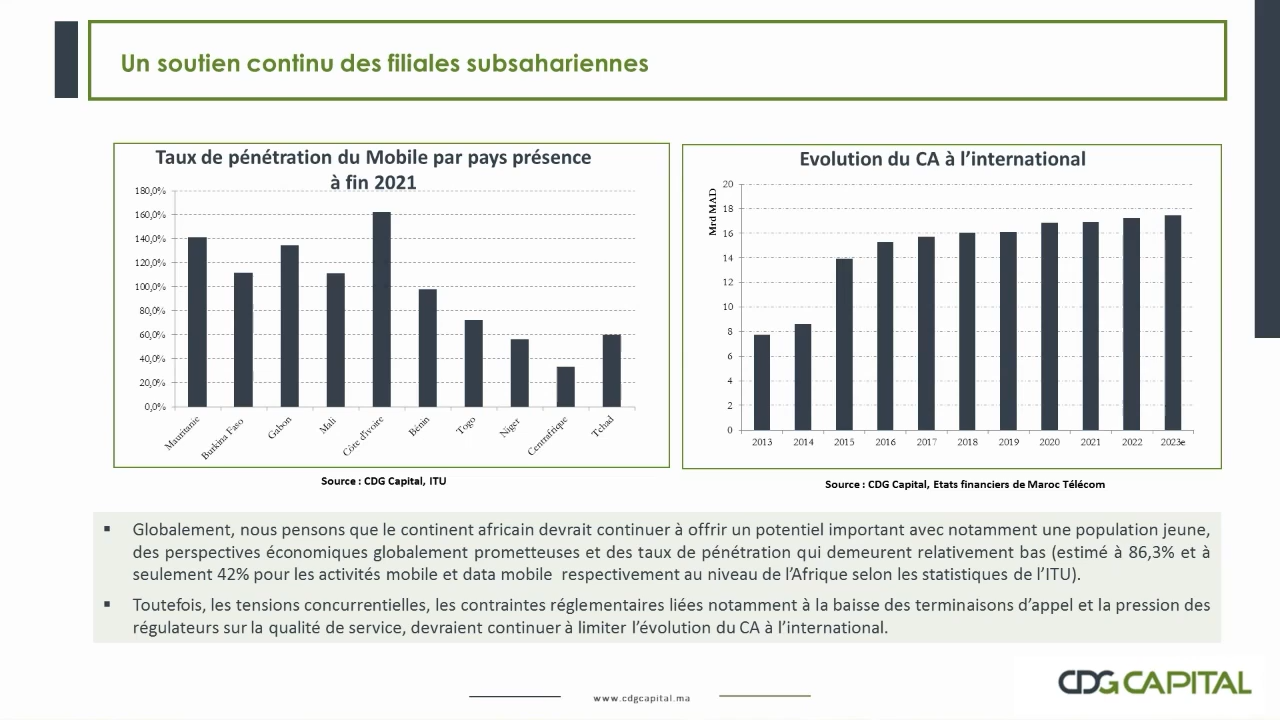 Un soutien continu des filiales subsahariennes
Taux de pénétration du Mobile par pays présence
à fin 2021
180,0%
160,0%
140,0%
120,0%
100,0%
80,0%
60,0%
40,0%
20,0%
0,0%
Mauritanie
Burkina Faso
Gabon
Mali
Côte d'ivoire
Bénin
Togo
Niger
Centrafrique
Tchad
Source : CDG Capital, ITU
Evolution du CA à l’international
Mrd MAD
20
18
16
14
12
10
8
6
4
2
0
2013 2014 2015 2016 2017 2018 2019 2020 2021 2022 2023e
Source : CDG Capital, Etats financiers de Maroc Télécom
▪ Globalement, nous pensons que le continent africain devrait continuer à offrir un potentiel important avec notamment une population jeune,
des perspectives économiques globalement prometteuses et des taux de pénétration qui demeurent relativement bas (estimé à 86,3% et à
seulement 42% pour les activités mobile et data mobile respectivement au niveau de l’Afrique selon les statistiques de l’ITU).
▪ Toutefois, les tensions concurrentielles, les contraintes réglementaires liées notamment à la baisse des terminaisons d’appel et la pression des
régulateurs sur la qualité de service, devraient continuer à limiter l’évolution du CA à l’international.
www.cdgcapital.ma
CDG CAPITAL